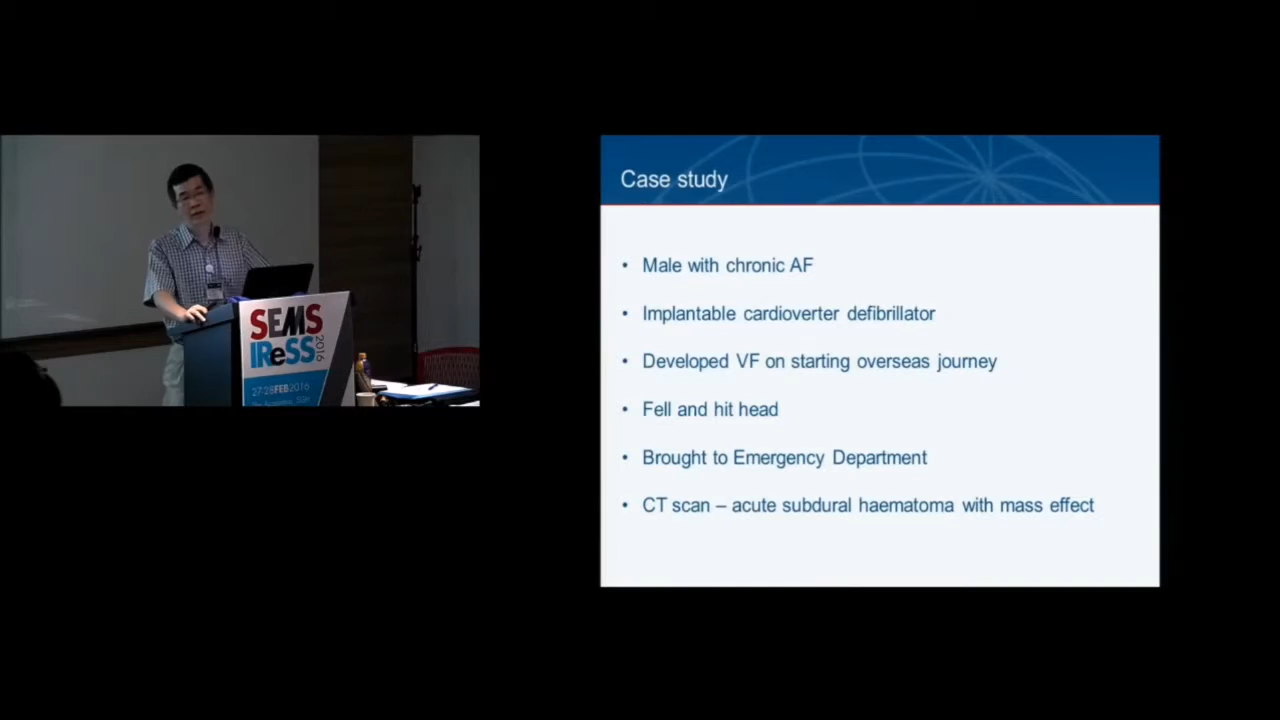 SEMS
IReSS
2016
27-28FEB2016
Case study
• Male with chronic AF
• Implantable cardioverter defibrillator
• Developed VF on starting overseas journey
• Fell and hit head
• Brought to Emergency Department
• CT scan – acute subdural haematoma with mass effect